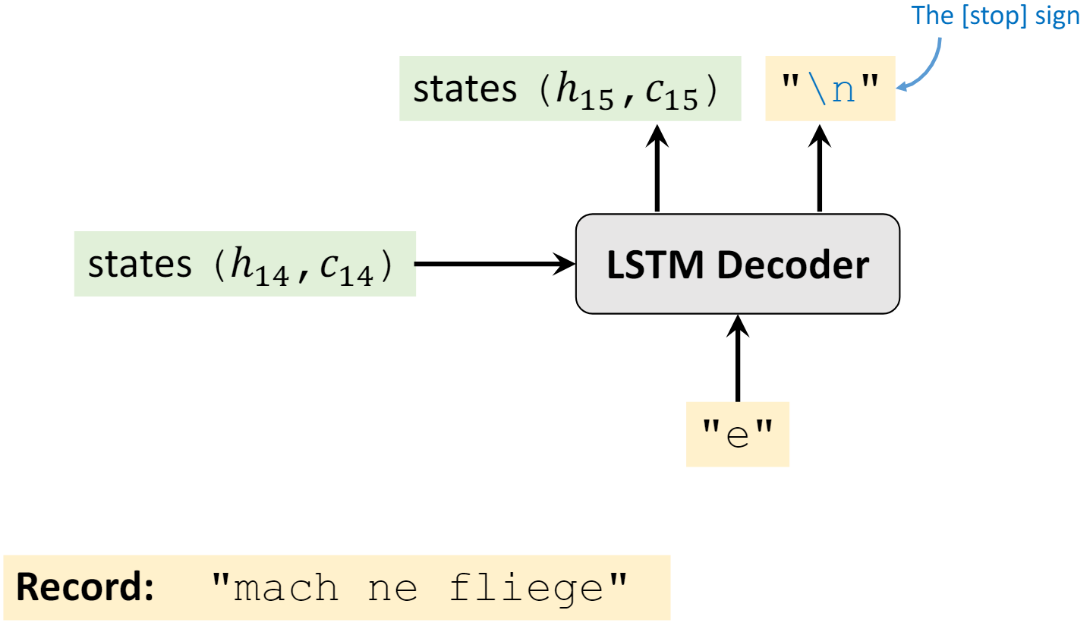 The [stop] sign
states (h₁₅, c₁₅) "\n"
states (h₁₄, c₁₄) LSTM Decoder
"e"
Record: "mach ne fliege"